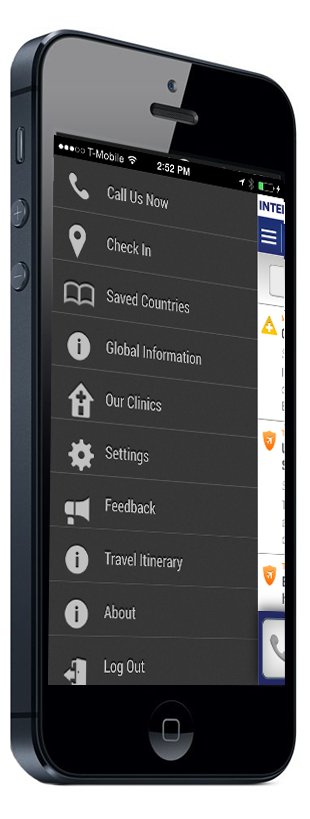 T-Mobile 2:52 PM
INTE
Call Us Now
Check In
Saved Countries
Global Information
Our Clinics
Settings
Feedback
Travel Itinerary
About
Log Out